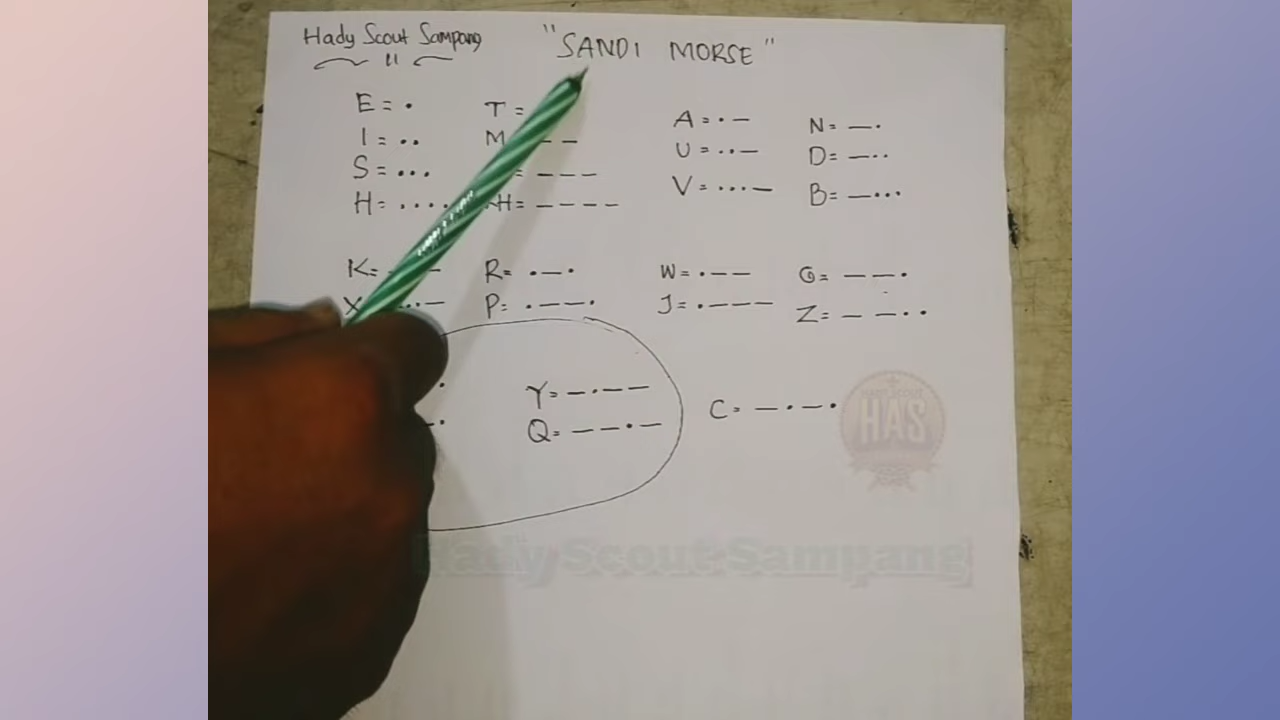 Hady Scout Sampang "SANDI MORSE"
E = • T = A = • – N = – •
I = •• M – – U = •• – D = – ••
S = ••• = – – – V = ••• – B = – •••
H = •••• H = – – – –
K = – R = • – • W = • – – G = – – •
X •• – P = • – – • J = • – – – Z = – – ••
• Y = – • – – C = – • – •
– • Q = – – • –
HAS
Hady Scout Sampang